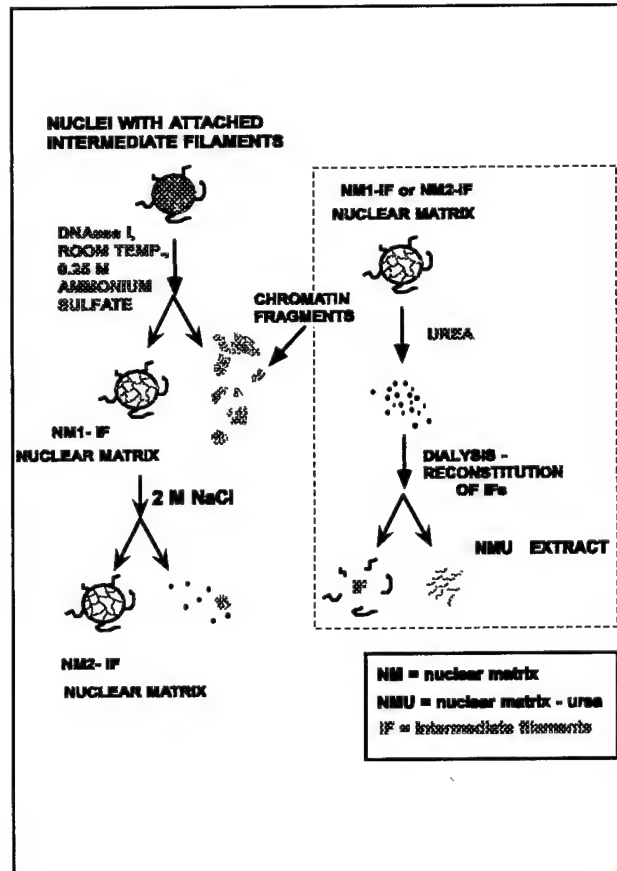 NUCLEI WITH ATTACHED
INTERMEDIATE FILAMENTS
DNAase I,
ROOM TEMP.,
0.25 M
AMMONIUM
SULFATE
CHROMATIN
FRAGMENTS
NM1- IF
NUCLEAR MATRIX
2 M NaCl
NM2- IF
NUCLEAR MATRIX
NM1-IF or NM2-IF
NUCLEAR MATRIX
UREA
DIALYSIS -
RECONSTITUTION
OF IFs
NMU EXTRACT
NM = nuclear matrix
NMU = nuclear matrix - urea
IF = intermediate filaments